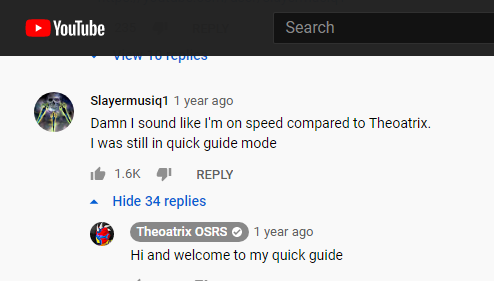 YouTube
Search
View 16 replies
Slayermusiq1 1 year ago
Damn I sound like I'm on speed compared to Theoatrix.
I was still in quick guide mode
1.6K REPLY
Hide 34 replies
Theoatrix OSRS 1 year ago
Hi and welcome to my quick guide